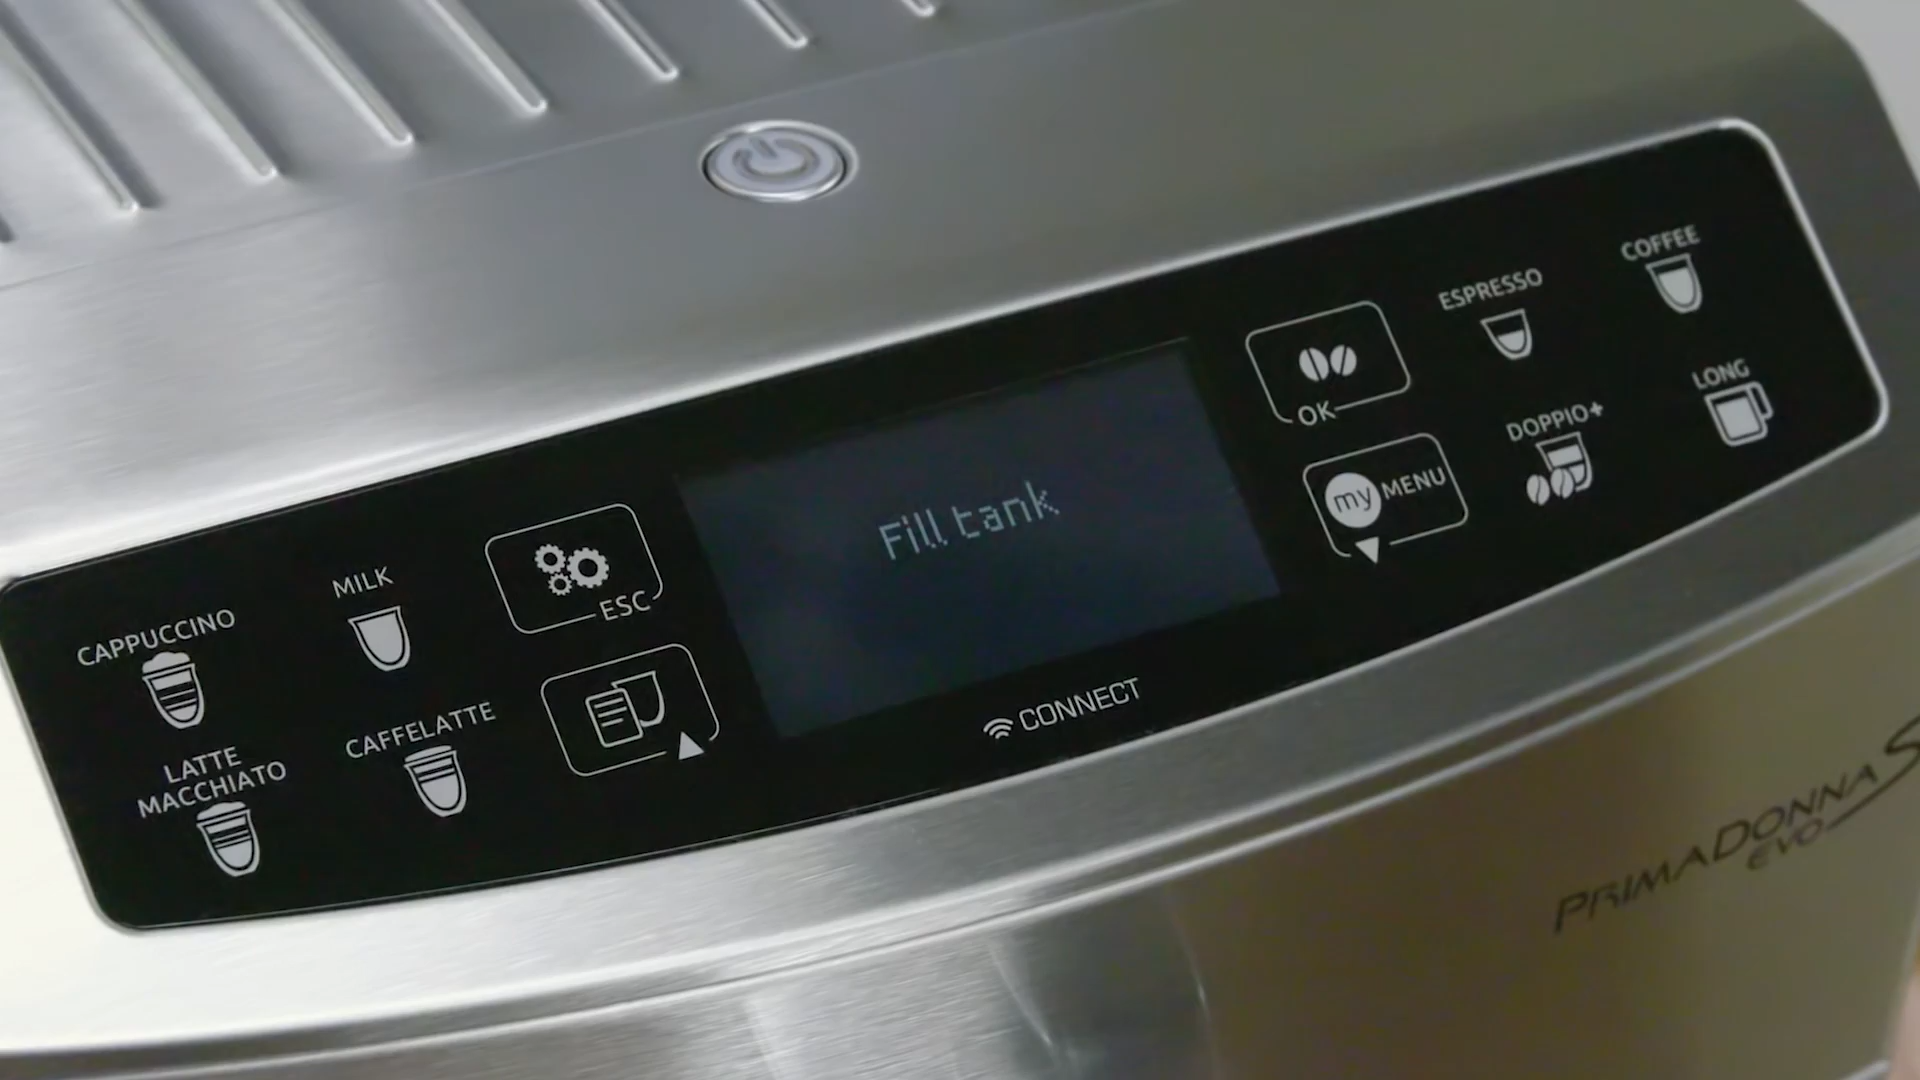 COFFEE
ESPRESSO
LONG
OK
DOPPIO+
my MENU
Fill tank
MILK
ESC
CAPPUCCINO
CAFFELATTE
LATTE
MACCHIATO
CONNECT
PRIMADONNA S
EVO